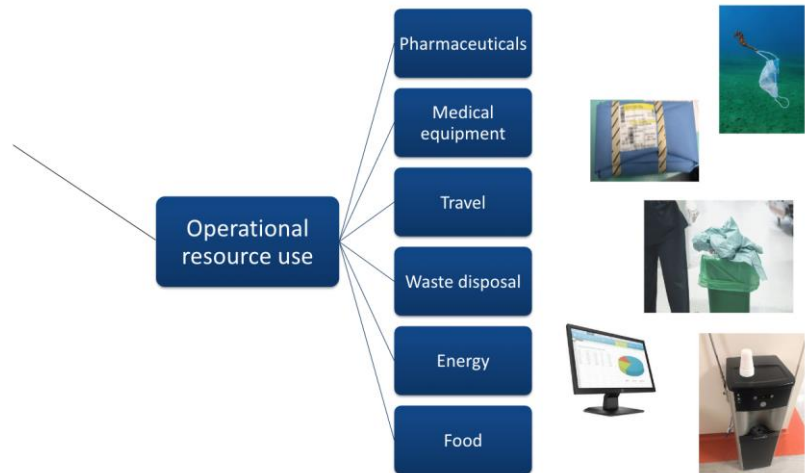 Pharmaceuticals
Medical
equipment
Operational
resource use
Travel
Waste disposal
Energy
Food